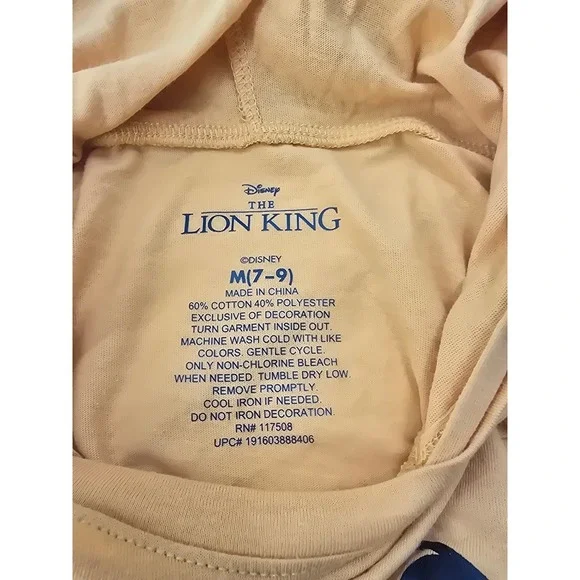 Disney
THE
LION KING
©DISNEY
M(7-9)
MADE IN CHINA
60% COTTON 40% POLYESTER
EXCLUSIVE OF DECORATION
TURN GARMENT INSIDE OUT.
MACHINE WASH COLD WITH LIKE
COLORS. GENTLE CYCLE.
ONLY NON-CHLORINE BLEACH
WHEN NEEDED. TUMBLE DRY LOW.
REMOVE PROMPTLY.
COOL IRON IF NEEDED.
DO NOT IRON DECORATION.
RN# 117508
UPC# 191603888406